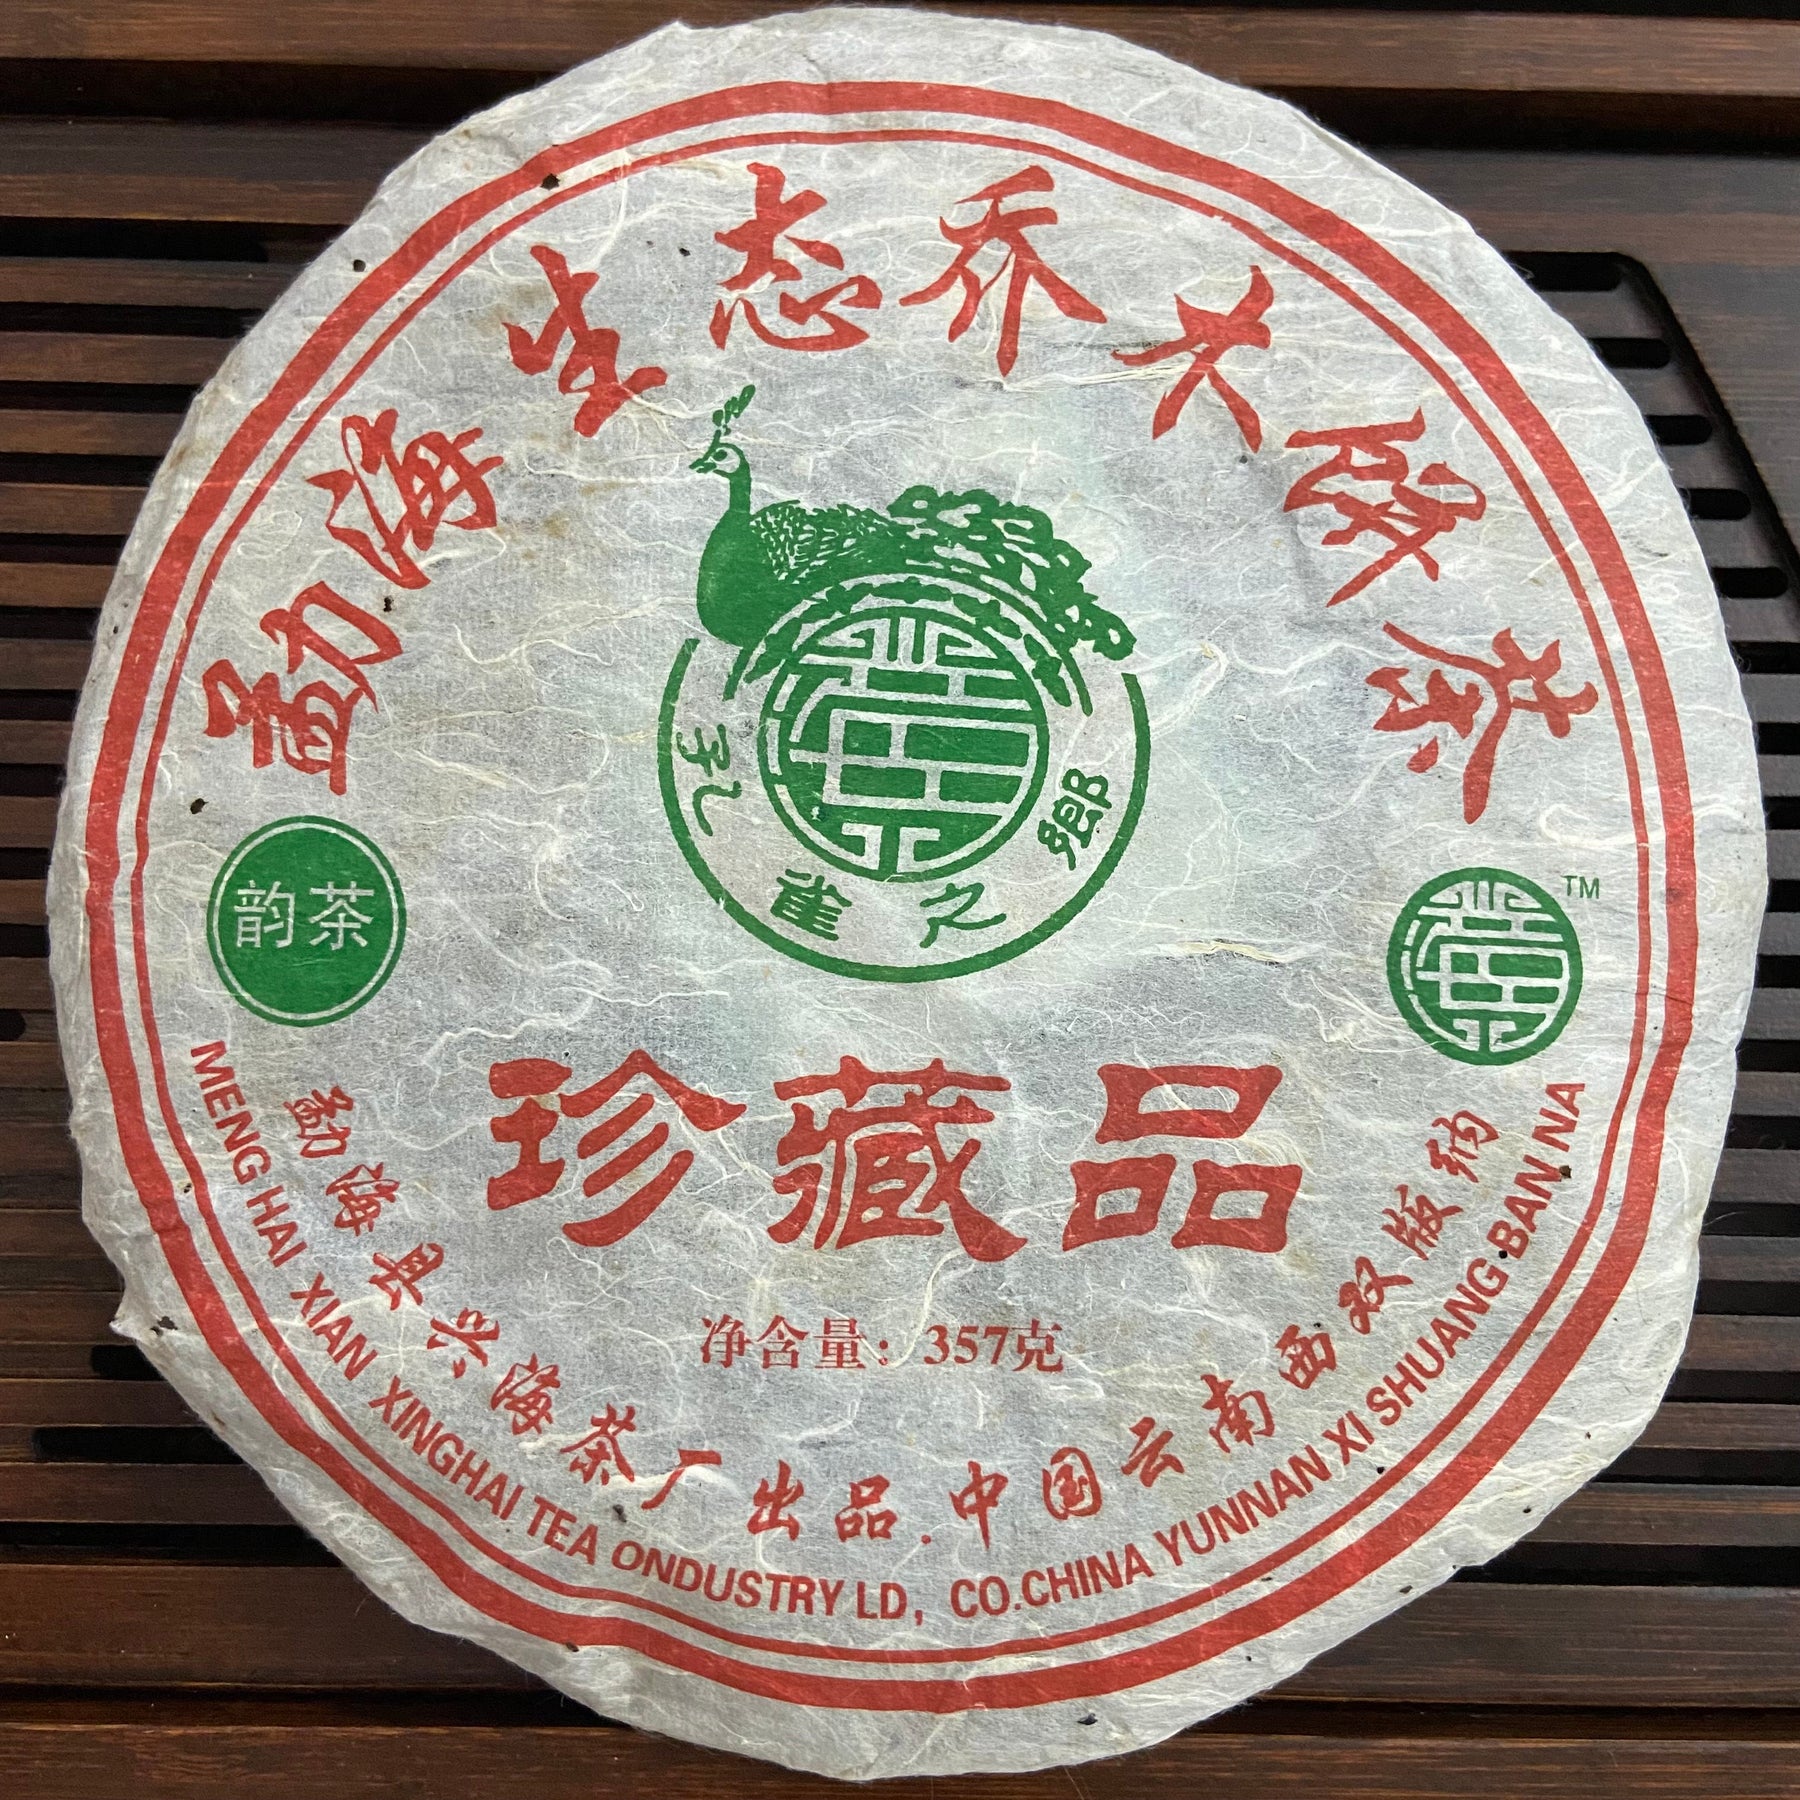 勐海生态乔木饼茶
孔雀之鄉
韵茶
TM
珍藏品
净含量：357克
勐海县兴海茶厂出品.中国云南西双版纳
MENG HAI XIAN XINGHAI TEA ONDUSTRY LD, CO.CHINA YUNNAN XI SHUANG BAN NA